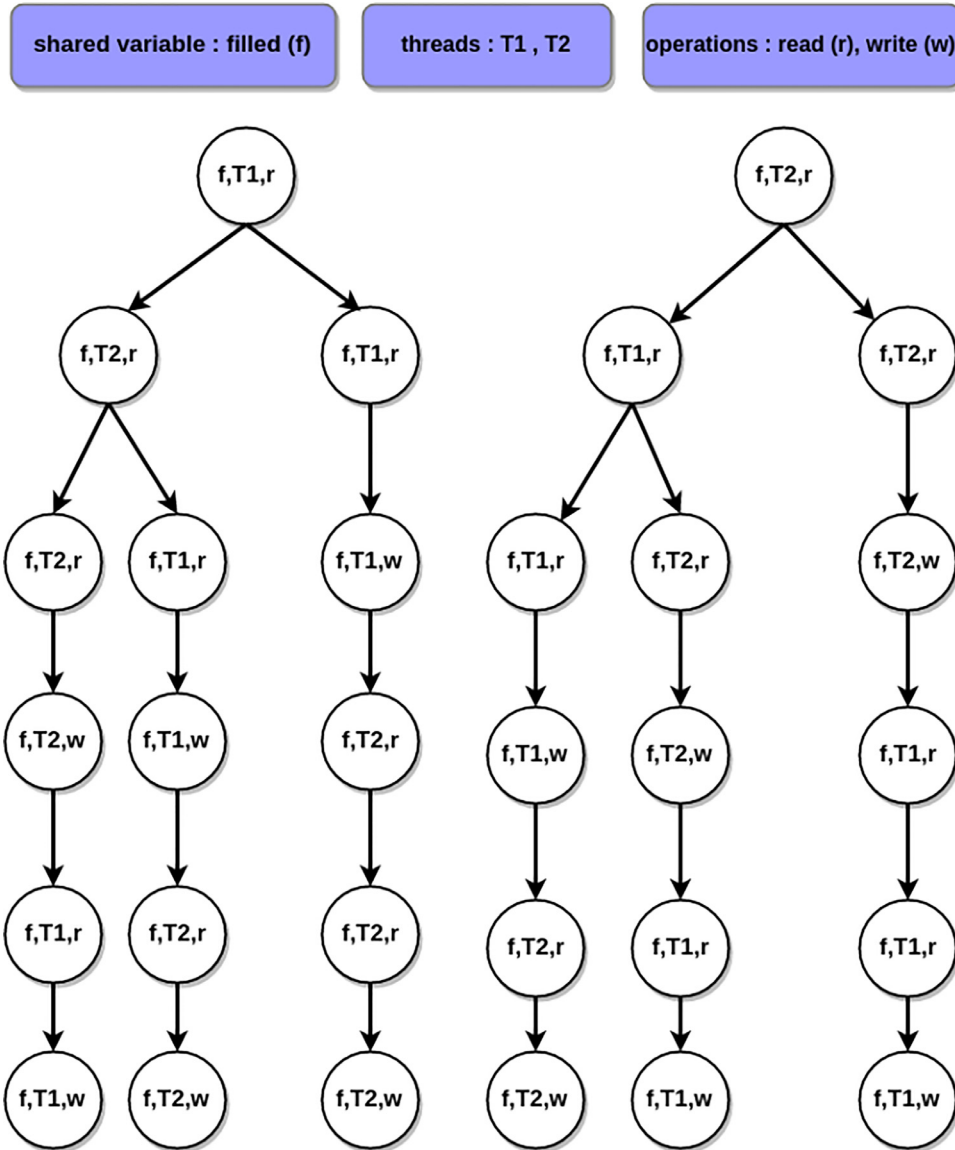 shared variable : filled (f)
threads : T1 , T2
operations : read (r), write (w)
f,T1,r
f,T2,r
f,T2,r
f,T1,r
f,T1,r
f,T2,r
f,T2,r
f,T1,r
f,T1,w
f,T1,r
f,T2,r
f,T2,w
f,T2,w
f,T1,w
f,T2,r
f,T1,w
f,T2,w
f,T1,r
f,T1,r
f,T2,r
f,T2,r
f,T2,r
f,T1,r
f,T1,r
f,T1,w
f,T2,w
f,T2,w
f,T2,w
f,T1,w
f,T1,w